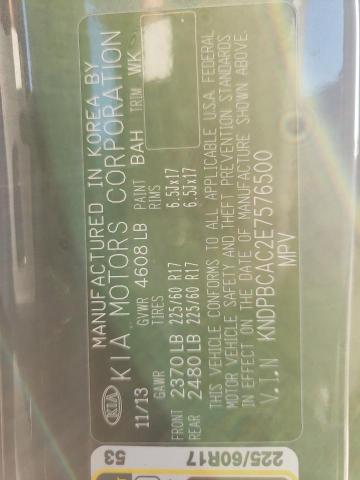 MANUFACTURED IN KOREA BY
KIA KIA MOTORS CORPORATION
11/13 GVWR 4608 LB PAINT BAH TRIM WK
GAWR TIRES RIMS
FRONT 2370 LB 225/60 R17 6.5Jx17
REAR 2480 LB 225/60 R17 6.5Jx17
THIS VEHICLE CONFORMS TO ALL APPLICABLE U.S.A. FEDERAL
MOTOR VEHICLE SAFETY AND THEFT PREVENTION STANDARDS
IN EFFECT ON THE DATE OF MANUFACTURE SHOWN ABOVE.
V.I.N KNDPBCAC2E7576500
MPV
53 225/60R17